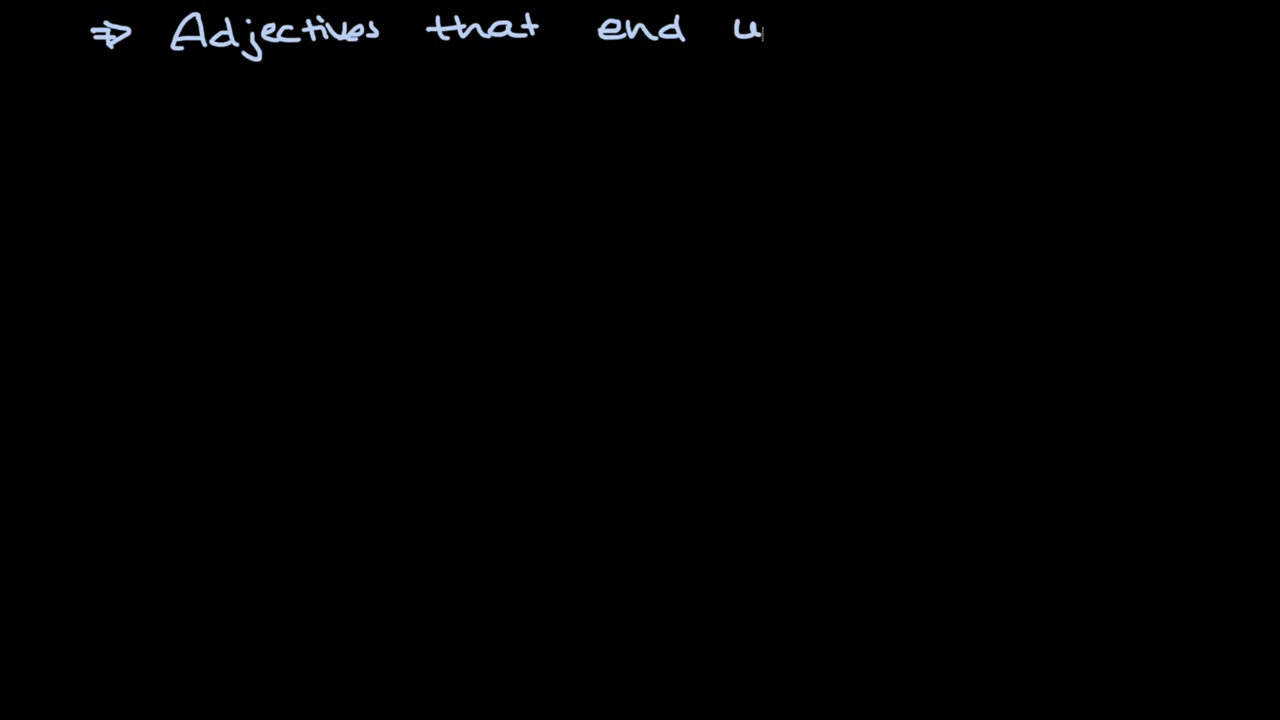 ⇒ Adjectives that end u